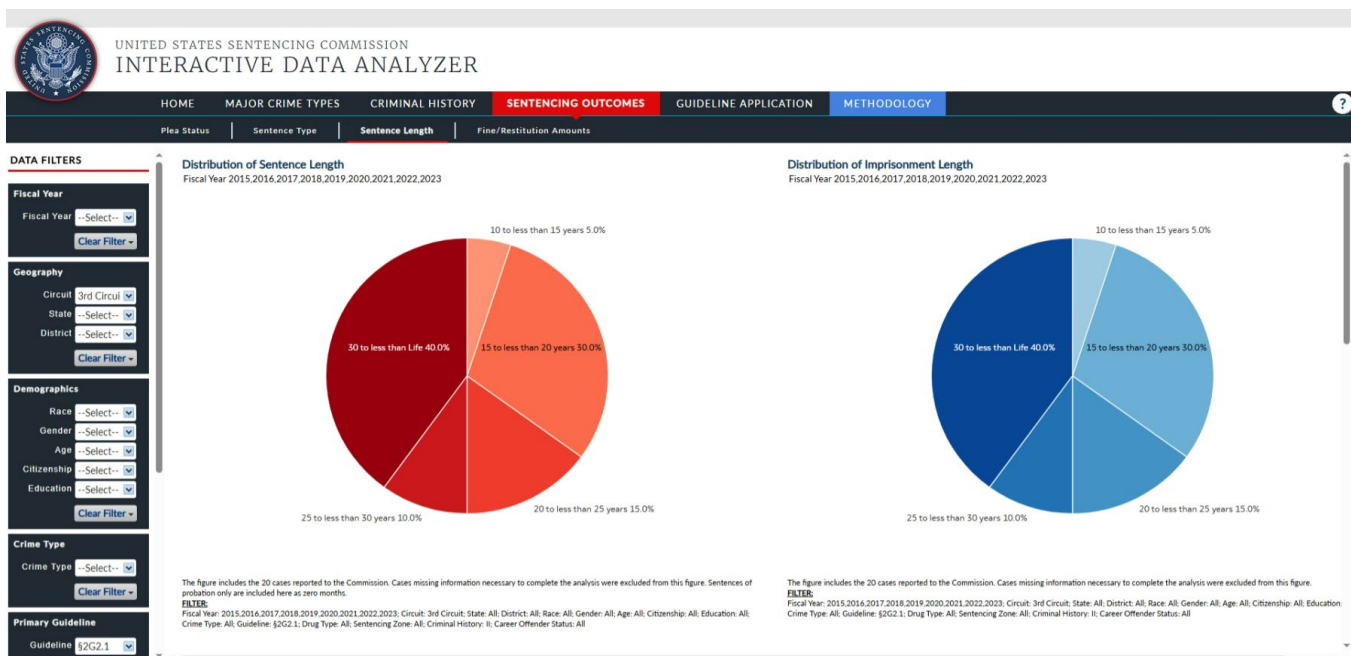 UNITED STATES SENTENCING COMMISSION
INTERACTIVE DATA ANALYZER
HOME MAJOR CRIME TYPES CRIMINAL HISTORY SENTENCING OUTCOMES GUIDELINE APPLICATION METHODOLOGY ?
Plea Status Sentence Type Sentence Length Fine/Restitution Amounts
DATA FILTERS
Fiscal Year
Fiscal Year --Select--
Clear Filter
Geography
Circuit 3rd Circui
State --Select--
District --Select--
Clear Filter
Demographics
Race --Select--
Gender --Select--
Age --Select--
Citizenship --Select--
Education --Select--
Clear Filter
Crime Type
Crime Type --Select--
Clear Filter
Primary Guideline
Guideline §2G2.1
Distribution of Sentence Length
Fiscal Year 2015,2016,2017,2018,2019,2020,2021,2022,2023
10 to less than 15 years 5.0%
30 to less than Life 40.0%
15 to less than 20 years 30.0%
25 to less than 30 years 10.0%
20 to less than 25 years 15.0%
The figure includes the 20 cases reported to the Commission. Cases missing information necessary to complete the analysis were excluded from this figure. Sentences of
probation only are included here as zero months.
FILTER:
Fiscal Year: 2015,2016,2017,2018,2019,2020,2021,2022,2023; Circuit: 3rd Circuit; State: All; District: All; Race: All; Gender: All; Age: All; Citizenship: All; Education: All;
Crime Type: All; Guideline: §2G2.1; Drug Type: All; Sentencing Zone: All; Criminal History: II; Career Offender Status: All
Distribution of Imprisonment Length
Fiscal Year 2015,2016,2017,2018,2019,2020,2021,2022,2023
10 to less than 15 years 5.0%
30 to less than Life 40.0%
15 to less than 20 years 30.0%
25 to less than 30 years 10.0%
20 to less than 25 years 15.0%
The figure includes the 20 cases reported to the Commission. Cases missing information necessary to complete the analysis were excluded from this figure.
FILTER:
Fiscal Year: 2015,2016,2017,2018,2019,2020,2021,2022,2023; Circuit: 3rd Circuit; State: All; District: All; Race: All; Gender: All; Age: All; Citizenship: All; Education:
Crime Type: All; Guideline: §2G2.1; Drug Type: All; Sentencing Zone: All; Criminal History: II; Career Offender Status: All